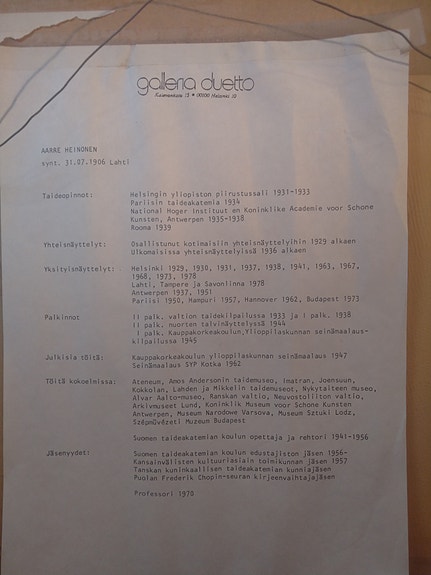 galleria duetto
Kalevankatu 13 • 00100 Helsinki 10
AARRE HEINONEN
synt. 31.07.1906 Lahti
Taideopinnot: Helsingin yliopiston piirustussali 1931-1933
Pariisin taideakatemia 1934
National Hoger Instituut en Koninklike Academie voor Schone
Kunsten, Antwerpen 1935-1938
Rooma 1939
Yhteisnäyttelyt: Osallistunut kotimaisiin yhteisnäyttelyihin 1929 alkaen
Ulkomaisissa yhteisnäyttelyissä 1936 alkaen
Yksityisnäyttelyt: Helsinki 1929, 1930, 1931, 1937, 1938, 1941, 1963, 1967,
1968, 1973, 1978
Lahti, Tampere ja Savonlinna 1978
Antwerpen 1937, 1951
Pariisi 1950, Hampuri 1957, Hannover 1962, Budapest 1973
Palkinnot II palk. valtion taidekilpailussa 1933 ja I palk. 1938
II palk. nuorten talvinäyttelyssä 1944
I palk. Kauppakorkeakoulun,Ylioppilaskunnan seinämaalaus-
kilpailussa 1945
Julkisia töitä: Kauppakorkeakoulun ylioppilaskunnan seinämaalaus 1947
Seinämaalaus SYP Kotka 1962
Töitä kokoelmissa: Ateneum, Amos Andersonin taidemuseo, Imatran, Joensuun,
Kokkolan, Lahden ja Mikkelin taidemuseot, Nykytaiteen museo,
Alvar Aalto-museo, Ranskan valtio, Neuvostoliiton valtio,
Arkivmuseet Lund, Koninklik Museum voor Schone Kunsten
Antwerpen, Museum Narodowe Varsova, Museum Sztuki Lodz,
Szépmüvézeti Muzeum Budapest
Suomen taideakatemian koulun opettaja ja rehtori 1941-1956
Jäsenyydet: Suomen taideakatemian koulun edustajiston jäsen 1956-
Kansainvälisten kultuuriasiain toimikunnan jäsen 1957
Tanskan kuninkaallisen taideakatemian kunniajäsen
Puolan Frederik Chopin-seuran kirjeenvaihtajajäsen
Professori 1970